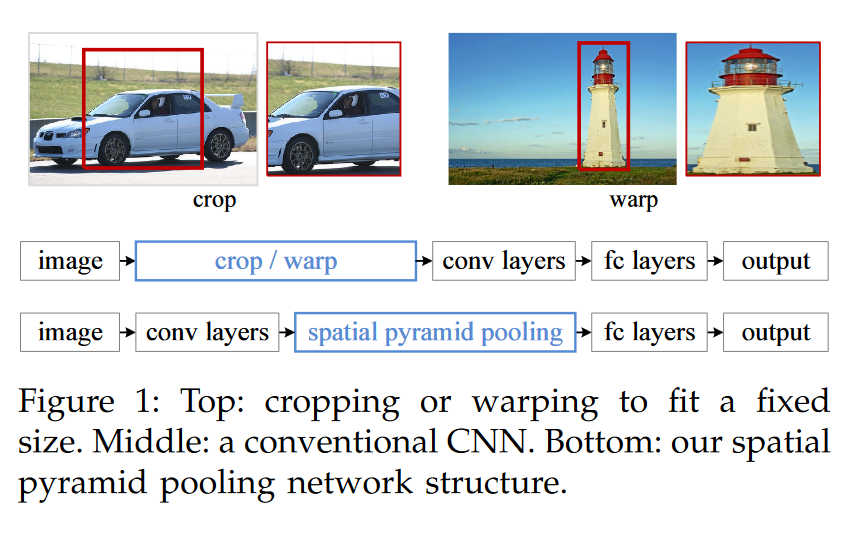 crop
warp
image crop / warp conv layers fc layers output
image conv layers spatial pyramid pooling fc layers output
Figure 1: Top: cropping or warping to fit a fixed
size. Middle: a conventional CNN. Bottom: our spatial
pyramid pooling network structure.